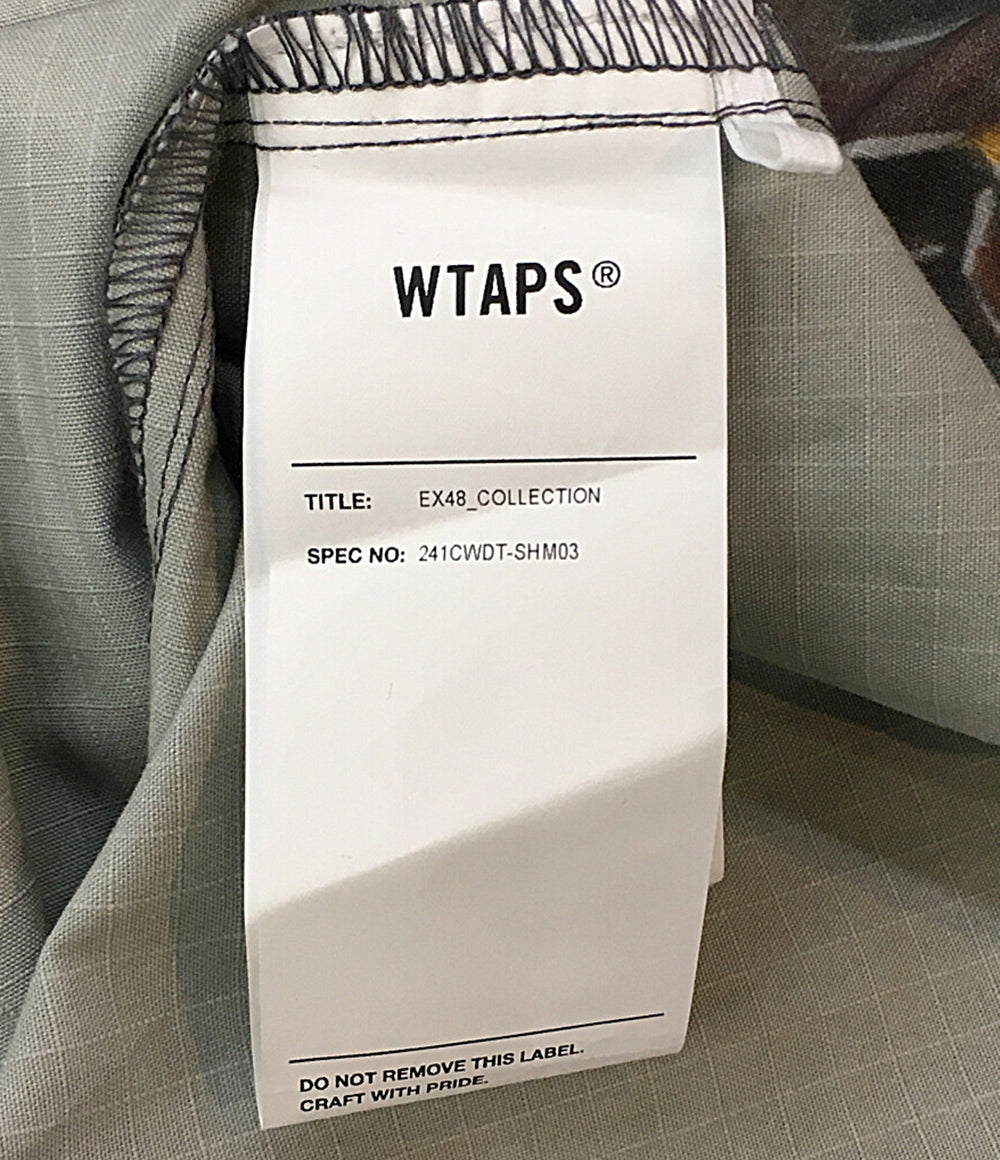 WTAPS®
TITLE: EX48_COLLECTION
SPEC NO: 241CWDT-SHM03
DO NOT REMOVE THIS LABEL.
CRAFT WITH PRIDE.